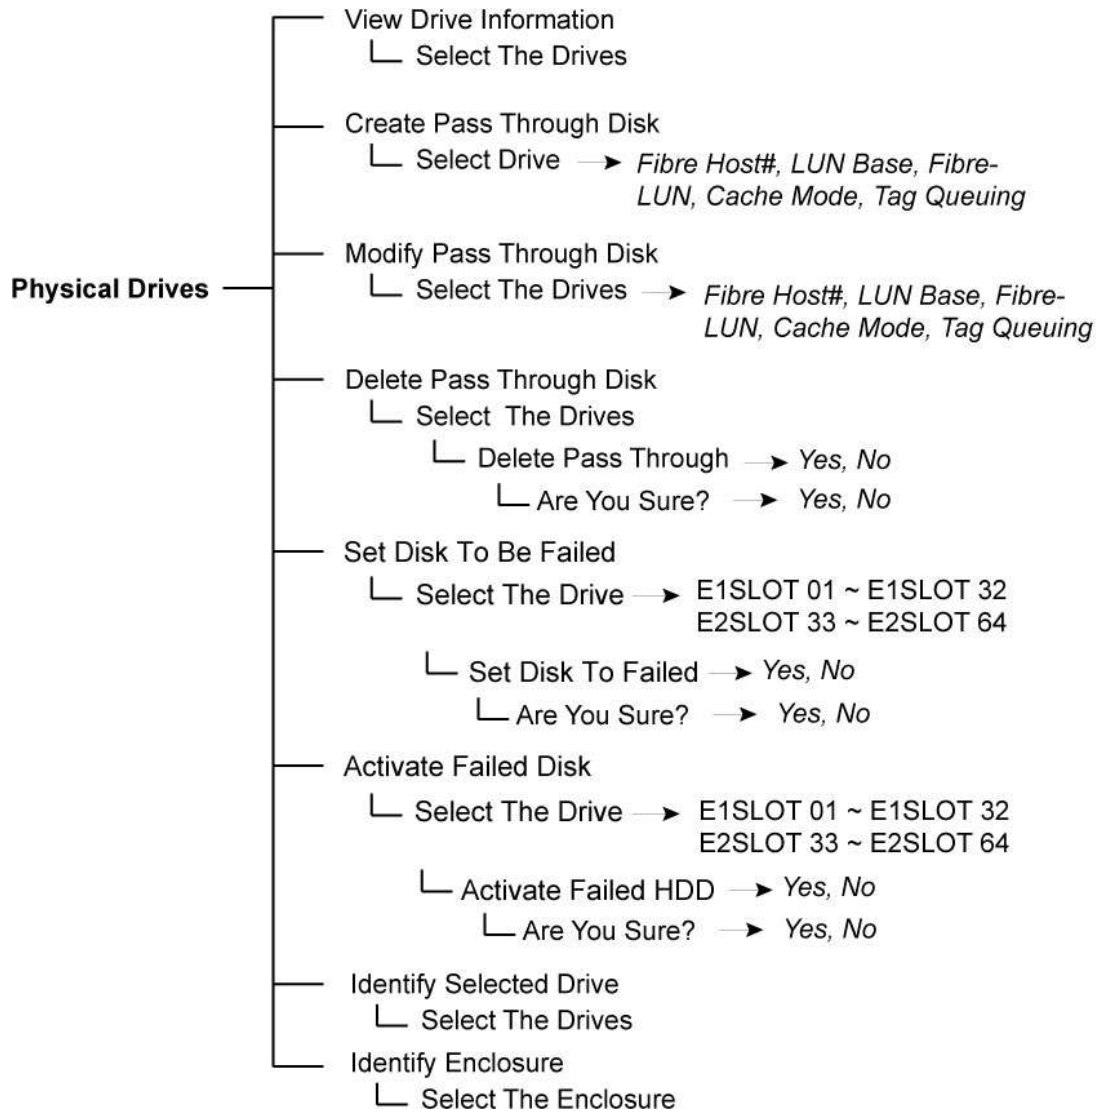 View Drive Information
Select The Drives
Create Pass Through Disk
Select Drive
Fibre Host#, LUN Base, Fibre-
LUN, Cache Mode, Tag Queuing
Modify Pass Through Disk
Physical Drives
Select The Drives
Fibre Host#, LUN Base, Fibre-
LUN, Cache Mode, Tag Queuing
Delete Pass Through Disk
Select The Drives
Delete Pass Through
Yes, No
Are You Sure?
Yes, No
Set Disk To Be Failed
Select The Drive
E1SLOT 01 ~ E1SLOT 32
E2SLOT 33 ~ E2SLOT 64
Set Disk To Failed
Yes, No
Are You Sure?
Yes, No
Activate Failed Disk
Select The Drive
E1SLOT 01 ~ E1SLOT 32
E2SLOT 33 ~ E2SLOT 64
Activate Failed HDD
Yes, No
Are You Sure?
Yes, No
Identify Selected Drive
Select The Drives
Identify Enclosure
Select The Enclosure